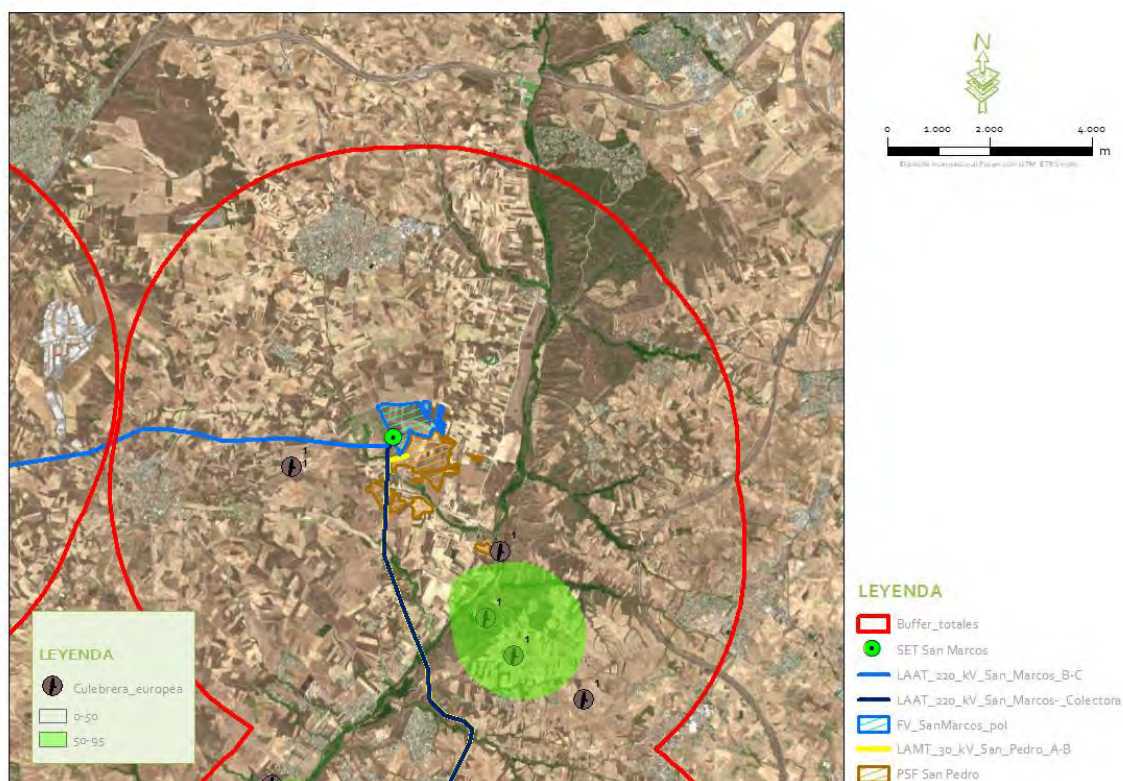 N
0 1.000 2.000 4.000
m
1
1
1
1
1
1
LEYENDA
Culebrera_europea
0-50
50-95
LEYENDA
Buffer_totales
SET San Marcos
LAAT_220_kV_San_Marcos_B-C
LAAT_220_kV_San_Marcos-_Colectora
FV_SanMarcos_pol
LAMT_30_kV_San_Pedro_A-B
PSF San Pedro